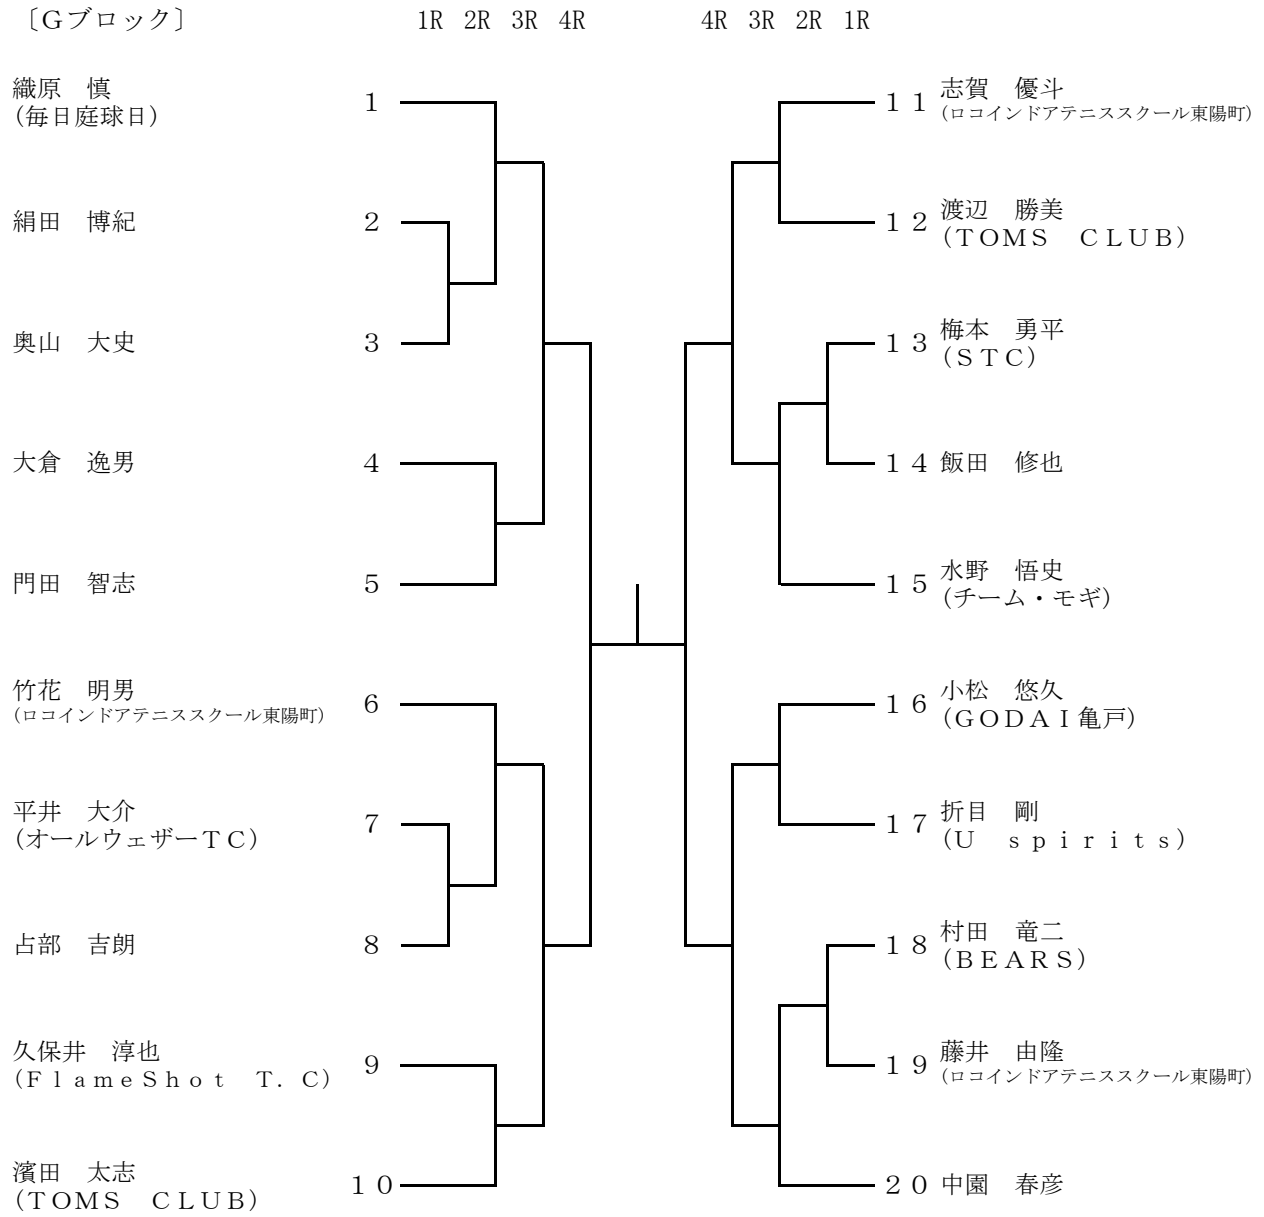 〔Gブロック〕 1R 2R 3R 4R 4R 3R 2R 1R
織原　慎
(毎日庭球日)
1
絹田　博紀 2
奥山　大史 3
大倉　逸男 4
門田　智志 5
竹花　明男
(ロコインドアテニススクール東陽町)
6
平井　大介
(オールウェザーＴＣ)
7
占部　吉朗 8
久保井　淳也
(ＦｌａｍｅＳｈｏｔ　Ｔ．Ｃ)
9
濱田　太志
(ＴＯＭＳ　ＣＬＵＢ)
１０
１１ 志賀　優斗
(ロコインドアテニススクール東陽町)
１２ 渡辺　勝美
(ＴＯＭＳ　ＣＬＵＢ)
１３ 梅本　勇平
(ＳＴＣ)
１４ 飯田　修也
１５ 水野　悟史
(チーム・モギ)
１６ 小松　悠久
(ＧＯＤＡＩ亀戸)
１７ 折目　剛
(Ｕ　ｓｐｉｒｉｔｓ)
１８ 村田　竜二
(ＢＥＡＲＳ)
１９ 藤井　由隆
(ロコインドアテニススクール東陽町)
２０ 中園　春彦